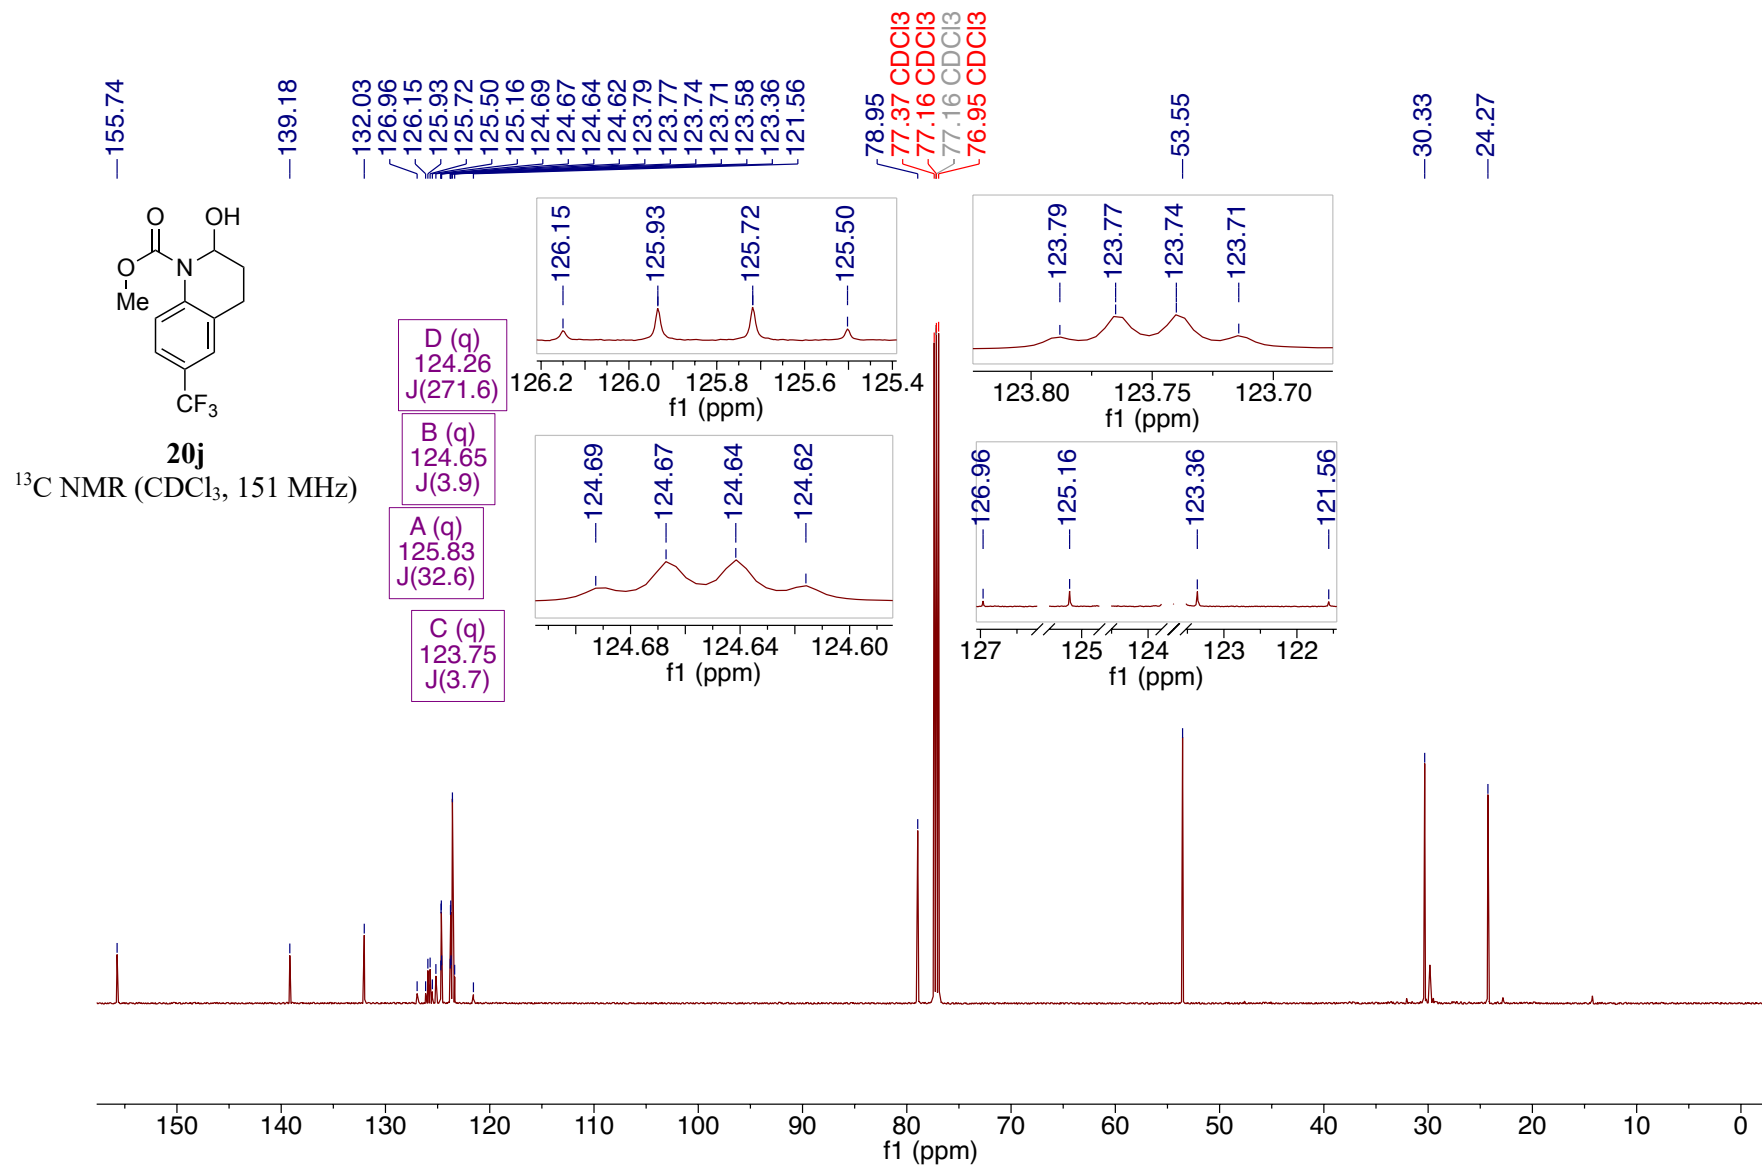 155.74
139.18
132.03
126.96
126.15
125.93
125.72
125.50
125.16
124.69
124.67
124.64
124.62
123.79
123.77
123.74
123.71
123.58
123.36
121.56
78.95
77.37 CDCl3
77.16 CDCl3
77.16 CDCl3
76.95 CDCl3
53.55
30.33
24.27
O
OH
O
N
Me
CF3
20j
13C NMR (CDCl3, 151 MHz)
D (q)
124.26
J(271.6)
B (q)
124.65
J(3.9)
A (q)
125.83
J(32.6)
C (q)
123.75
J(3.7)
126.15
125.93
125.72
125.50
126.2 126.0 125.8 125.6 125.4
f1 (ppm)
123.79
123.77
123.74
123.71
123.80 123.75 123.70
f1 (ppm)
124.69
124.67
124.64
124.62
124.68 124.64 124.60
f1 (ppm)
126.96
125.16
123.36
121.56
127 125 124 123 122
f1 (ppm)
150 140 130 120 110 100 90 80 70 60 50 40 30 20 10 0
f1 (ppm)